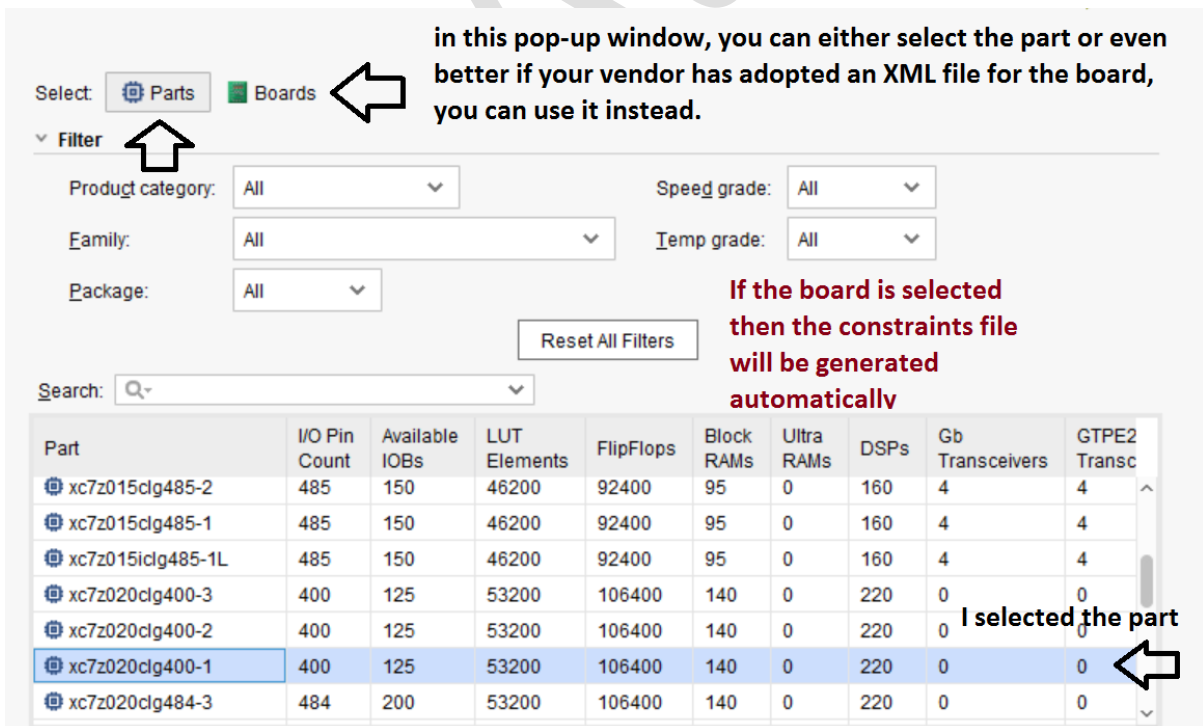 in this pop-up window, you can either select the part or even
better if your vendor has adopted an XML file for the board,
you can use it instead.
Select: Parts Boards
Filter
Product category: All Speed grade: All
Family: All Temp grade: All
Package: All
If the board is selected
then the constraints file
will be generated
automatically
Reset All Filters
Search:
Part I/O Pin Count Available IOBs LUT Elements FlipFlops Block RAMs Ultra RAMs DSPs Gb Transceivers GTPE2 Transc
xc7z015clg485-2 485 150 46200 92400 95 0 160 4 4
xc7z015clg485-1 485 150 46200 92400 95 0 160 4 4
xc7z015iclg485-1L 485 150 46200 92400 95 0 160 4 4
xc7z020clg400-3 400 125 53200 106400 140 0 220 0 0
I selected the part
xc7z020clg400-2 400 125 53200 106400 140 0 220 0 0
xc7z020clg400-1 400 125 53200 106400 140 0 220 0 0
xc7z020clg484-3 484 200 53200 106400 140 0 220 0 0